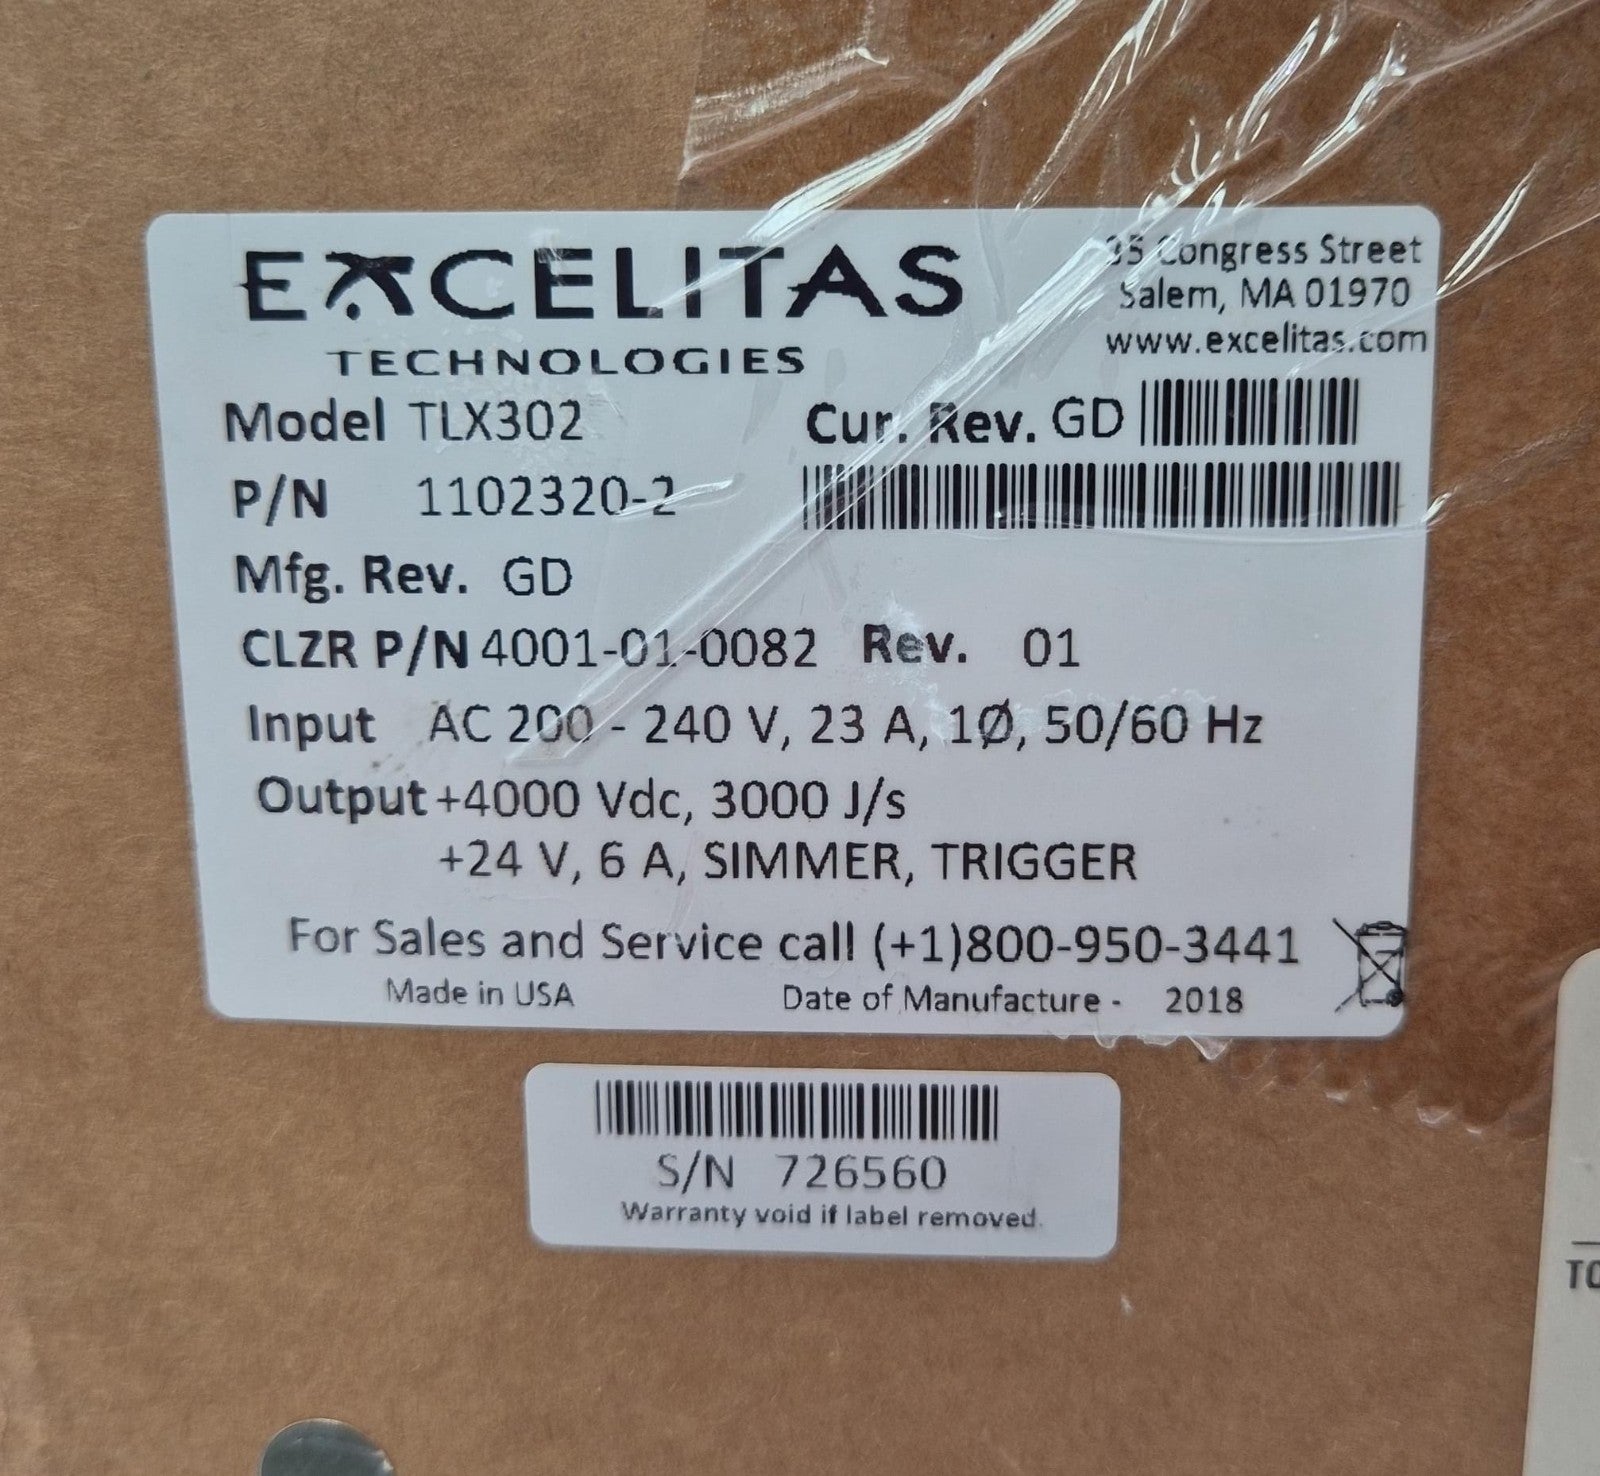 EXCELITAS
TECHNOLOGIES
35 Congress Street
Salem, MA 01970
www.excelitas.com
Model TLX302
Cur. Rev. GD
P/N 1102320-2
Mfg. Rev. GD
CLZR P/N 4001-01-0082 Rev. 01
Input AC 200 - 240 V, 23 A, 1Ø, 50/60 Hz
Output +4000 Vdc, 3000 J/s
+24 V, 6 A, SIMMER, TRIGGER
For Sales and Service call (+1)800-950-3441
Made in USA
Date of Manufacture - 2018
S/N 726560
Warranty void if label removed.